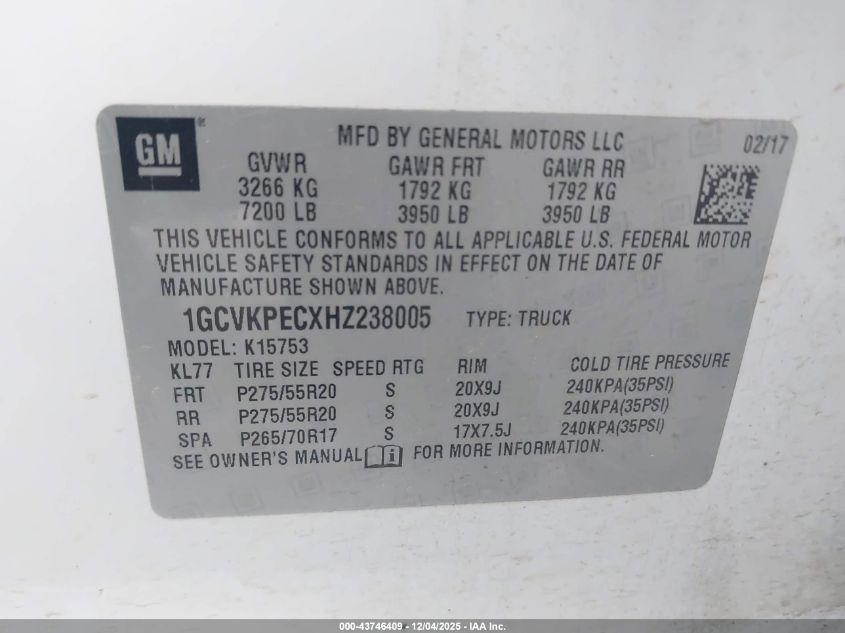 GM®
MFD BY GENERAL MOTORS LLC 02/17
GVWR GAWR FRT GAWR RR
3266 KG 1792 KG 1792 KG
7200 LB 3950 LB 3950 LB
THIS VEHICLE CONFORMS TO ALL APPLICABLE U.S. FEDERAL MOTOR
VEHICLE SAFETY STANDARDS IN EFFECT ON THE DATE OF
MANUFACTURE SHOWN ABOVE.
1GCVKPECXHZ238005 TYPE: TRUCK
MODEL: K15753
KL77 TIRE SIZE SPEED RTG RIM COLD TIRE PRESSURE
FRT P275/55R20 S 20X9J 240KPA(35PSI)
RR P275/55R20 S 20X9J 240KPA(35PSI)
SPA P265/70R17 S 17X7.5J 240KPA(35PSI)
SEE OWNER'S MANUAL i FOR MORE INFORMATION.
000-43746409 - 12/04/2025 - IAA Inc.